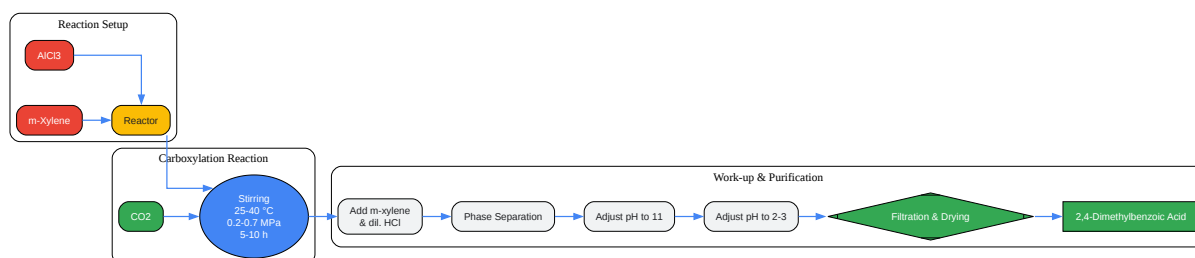 Reaction Setup
AlCl3
m-Xylene
Reactor
Carboxylation Reaction
CO2
Stirring
25-40 °C
0.2-0.7 MPa
5-10 h
Work-up & Purification
Add m-xylene
& dil. HCl
Phase Separation
Adjust pH to 11
Adjust pH to 2-3
Filtration & Drying
2,4-Dimethylbenzoic Acid